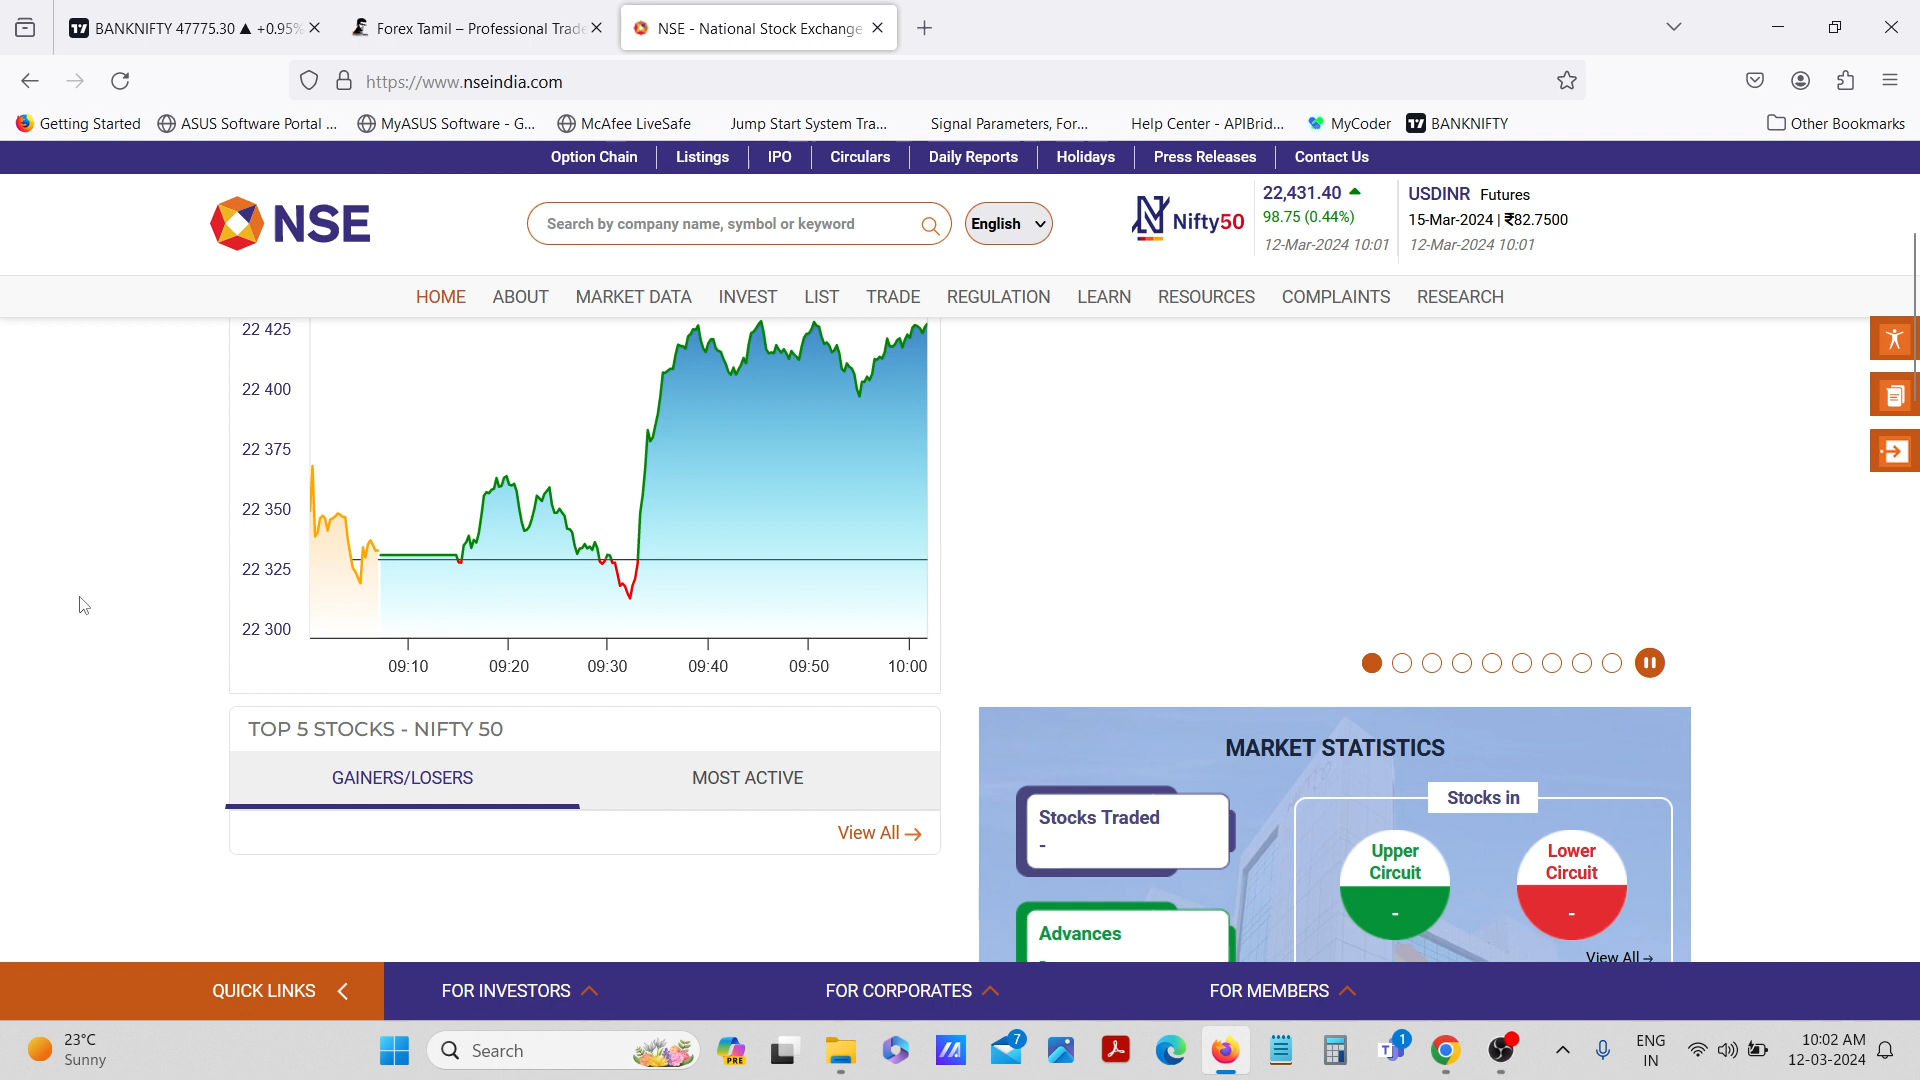 BANKNIFTY 47775.30 ▲ +0.95%
Forex Tamil – Professional Trade
NSE - National Stock Exchange
https://www.nseindia.com
Getting Started
ASUS Software Portal ...
MyASUS Software - G...
McAfee LiveSafe
Jump Start System Tra...
Signal Parameters, For...
Help Center - APIBrid...
MyCoder
BANKNIFTY
Other Bookmarks
Option Chain
Listings
IPO
Circulars
Daily Reports
Holidays
Press Releases
Contact Us
NSE
Search by company name, symbol or keyword
English
Nifty50
22,431.40
98.75 (0.44%)
12-Mar-2024 10:01
USDINR Futures
15-Mar-2024 | ₹82.7500
12-Mar-2024 10:01
HOME
ABOUT
MARKET DATA
INVEST
LIST
TRADE
REGULATION
LEARN
RESOURCES
COMPLAINTS
RESEARCH
22 425
22 400
22 375
22 350
22 325
22 300
09:10
09:20
09:30
09:40
09:50
10:00
TOP 5 STOCKS - NIFTY 50
GAINERS/LOSERS
MOST ACTIVE
View All →
MARKET STATISTICS
Stocks Traded
-
Advances
Stocks in
Upper
Circuit
-
Lower
Circuit
-
View All →
QUICK LINKS
FOR INVESTORS
FOR CORPORATES
FOR MEMBERS
23°C
Sunny
Search
PRE
7
1
ENG
IN
10:02 AM
12-03-2024